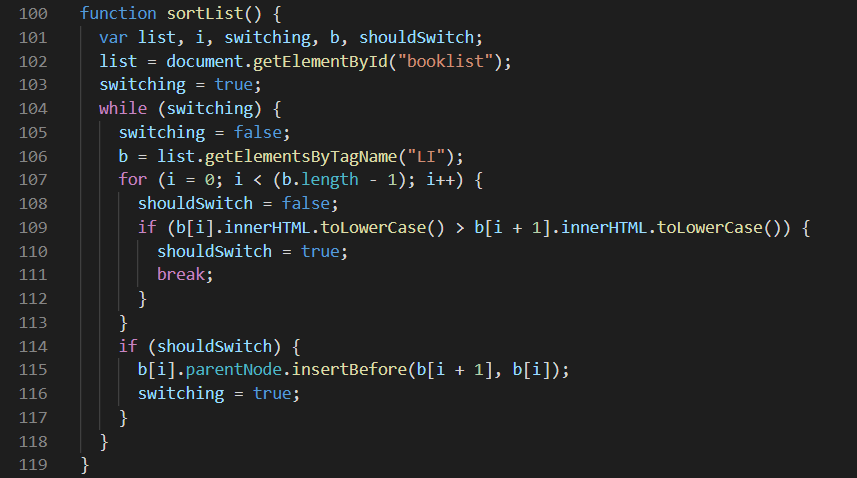 100 function sortList() {
101   var list, i, switching, b, shouldSwitch;
102   list = document.getElementById("booklist");
103   switching = true;
104   while (switching) {
105     switching = false;
106     b = list.getElementsByTagName("LI");
107     for (i = 0; i < (b.length - 1); i++) {
108       shouldSwitch = false;
109       if (b[i].innerHTML.toLowerCase() > b[i + 1].innerHTML.toLowerCase()) {
110         shouldSwitch = true;
111         break;
112       }
113     }
114     if (shouldSwitch) {
115       b[i].parentNode.insertBefore(b[i + 1], b[i]);
116       switching = true;
117     }
118   }
119 }